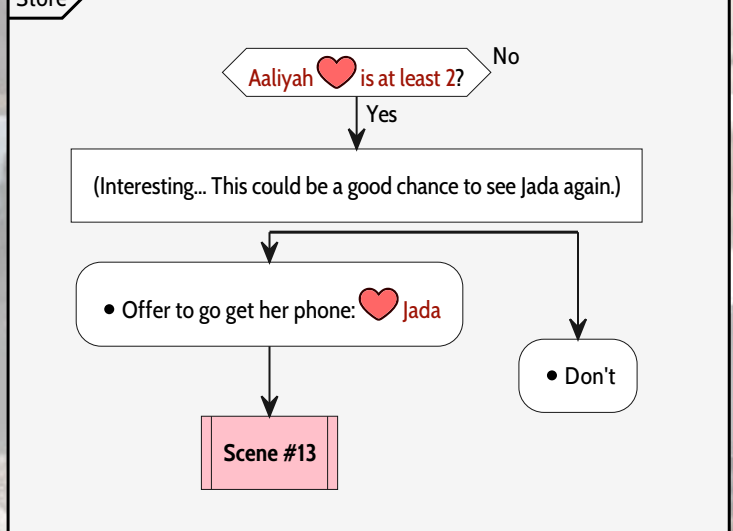 Store
Aaliyah is at least 2?
No
Yes
(Interesting... This could be a good chance to see Jada again.)
• Offer to go get her phone: Jada
• Don't
Scene #13